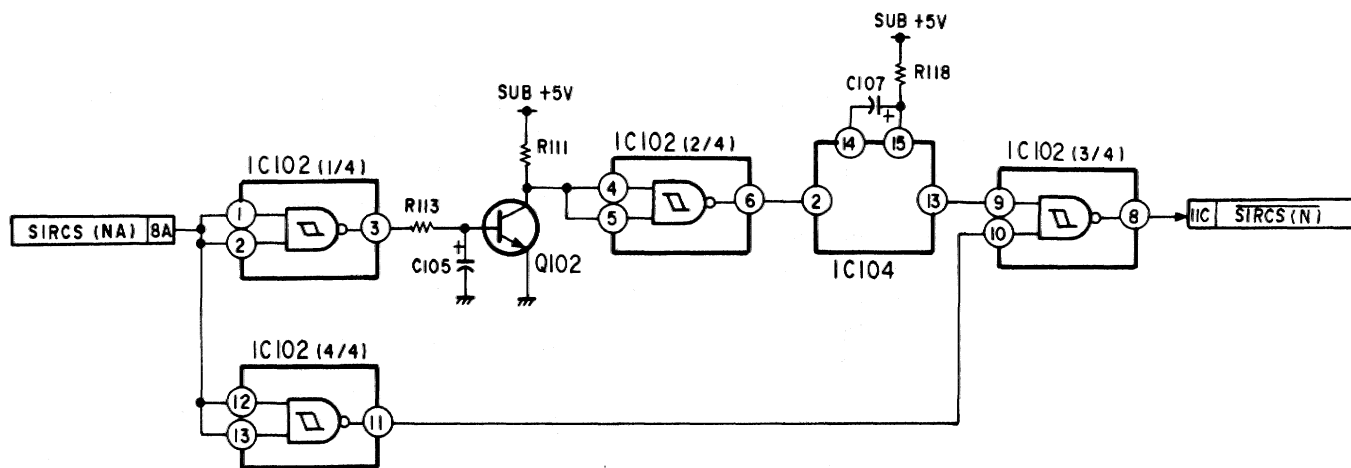 SUB +5V
R118
C107
+
SUB +5V
R111
14
15
IC102 (1/4)
IC102 (2/4)
IC102 (3/4)
1
2
3
R113
4
5
6
2
13
9
10
8
SIRCS (NA) 8A
11C SIRCS (N)
+
C105
Q102
IC104
IC102 (4/4)
12
13
11